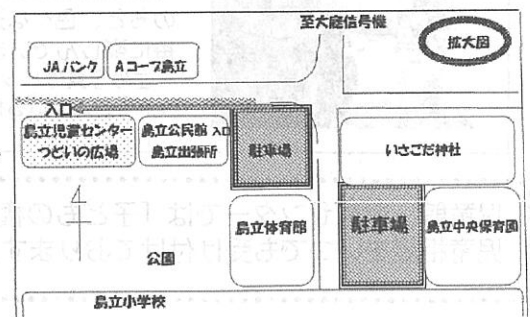 至大庭信号機
拡大図
JAバンク
Aコープ島立
入口
島立児童センター
つどいの広場
島立公民館 入口
島立出張所
駐車場
いさごだ神社
公園
島立体育館
駐車場
島立中央保育園
島立小学校